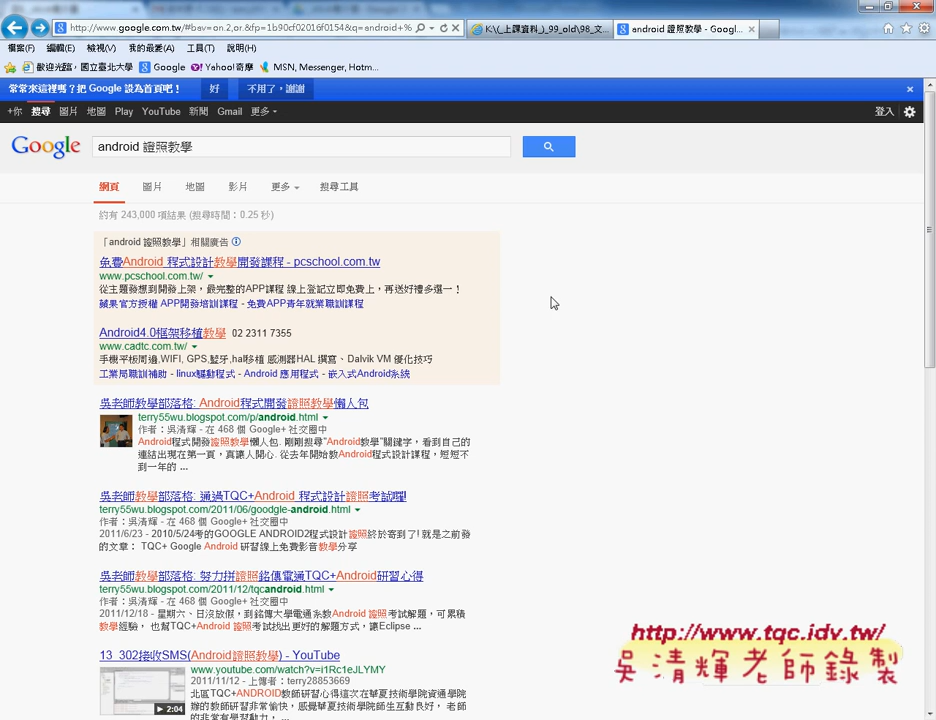 http://www.google.com.tw/#bav=on.2,or.&fp=1b90cf02016f0154&q=android+%
K:\(_上課資料_)_99_old\98_文...
android 證照教學 - Googl...
檔案(F) 編輯(E) 檢視(V) 我的最愛(A) 工具(T) 說明(H)
歡迎光臨，國立臺北大學 Google Yahoo!奇摩 MSN, Messenger, Hotm...
常常來這裡嗎？把 Google 設為首頁吧！ 好 不用了，謝謝
+你 搜尋 圖片 地圖 Play YouTube 新聞 Gmail 更多 登入
Google android 證照教學
網頁 圖片 地圖 影片 更多 搜尋工具
約有 243,000 項結果 (搜尋時間：0.25 秒)
「android 證照教學」相關廣告
免費Android 程式設計教學開發課程 - pcschool.com.tw
www.pcschool.com.tw/
從主題發想到開發上架，最完整的APP課程 線上登記立即免費上，再送好禮多選一！
蘋果官方授權 APP開發培訓課程 - 免費APP青年就業職訓課程
Android4.0框架移植教學 02 2311 7355
www.cadtc.com.tw/
手機平板周邊,WIFI, GPS,藍牙,hal移植 感測器HAL 撰寫、Dalvik VM 優化技巧
工業局職訓補助 - linux驅動程式 - Android 應用程式 - 嵌入式Android系統
吳老師教學部落格: Android程式開發證照教學懶人包
terry55wu.blogspot.com/p/android.html
作者：吳清輝 - 在 468 個 Google+ 社交圈中
Android程式開發證照教學懶人包. 剛剛搜尋"Android教學"關鍵字，看到自己的
連結出現在第一頁，真讓人開心. 從去年開始教Android程式設計課程，短短不
到一年的 ...
吳老師教學部落格: 通過TQC+Android 程式設計證照考試囉!
terry55wu.blogspot.com/2011/06/goodgle-android.html
作者：吳清輝 - 在 468 個 Google+ 社交圈中
2011/6/23 - 2010/5/24考的GOOGLE ANDROID2程式設計證照終於寄到了! 就是之前發
的文章： TQC+ Google Android 研習線上免費影音教學分享
吳老師教學部落格: 努力拼證照銘傳電通TQC+Android研習心得
terry55wu.blogspot.com/2011/12/tqcandroid.html
作者：吳清輝 - 在 468 個 Google+ 社交圈中
2011/12/18 - 星期六、日沒放假，到銘傳大學電通系教Android 證照考試解題，可累積
教學經驗， 也幫TQC+Android 證照考試找出更好的解題方式，讓Eclipse ...
13_302接收SMS(Android證照教學) - YouTube
www.youtube.com/watch?v=i1Rc1eJLYMY
2011/11/12 - 上傳者：terry28853669
北區TQC+ANDROID教師研習心得這次在華夏技術學院資通學院
辦的教師研習非常愉快，感覺華夏技術學院師生互動良好， 老師
的非常有學習動力， ...
2:04
http://www.tqc.idv.tw/
吳清輝老師錄製